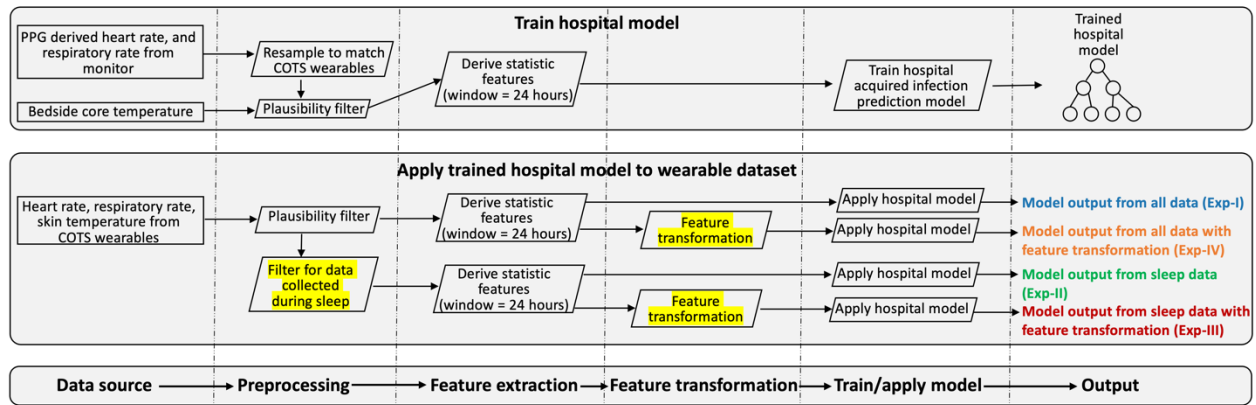 Train hospital model
PPG derived heart rate, and
respiratory rate from
monitor
Bedside core temperature
Resample to match
COTS wearables
Plausibility filter
Derive statistic
features
(window = 24 hours)
Train hospital
acquired infection
prediction model
Trained
hospital
model
Apply trained hospital model to wearable dataset
Heart rate, respiratory rate,
skin temperature from
COTS wearables
Plausibility filter
Filter for data
collected
during sleep
Derive statistic
features
(window = 24 hours)
Feature
transformation
Apply hospital model
Model output from all data (Exp-I)
Apply hospital model
Model output from all data with
feature transformation (Exp-IV)
Derive statistic
features
(window = 24 hours)
Feature
transformation
Apply hospital model
Model output from sleep data
(Exp-II)
Apply hospital model
Model output from sleep data with
feature transformation (Exp-III)
Data source
Preprocessing
Feature extraction
Feature transformation
Train/apply model
Output